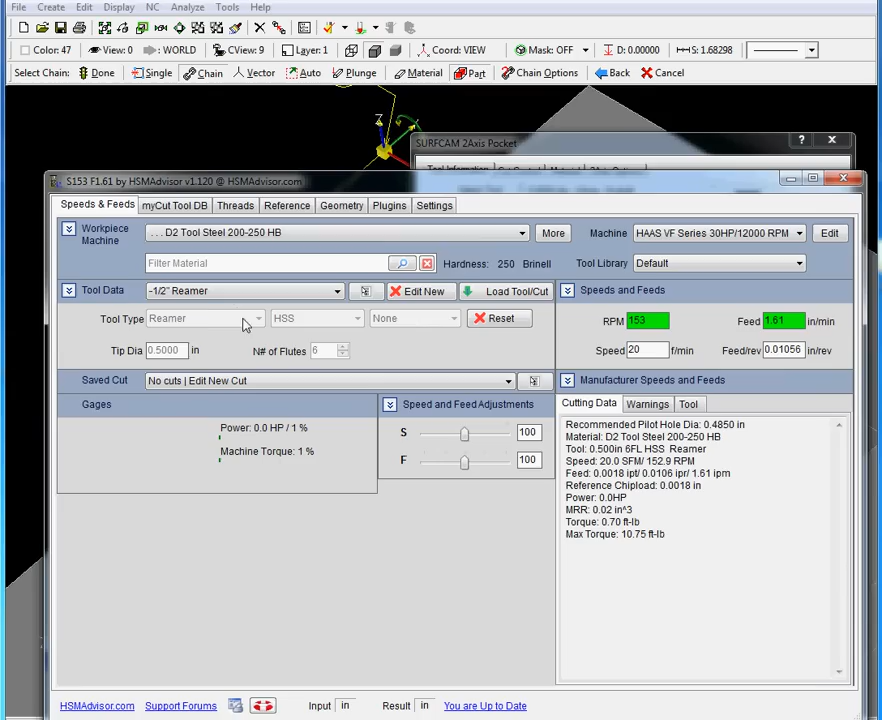 File Create Edit Display NC Analyze Tools Help
Color: 47 View: 0 : WORLD CView: 9 Layer: 1 Coord: VIEW Mask: OFF D: 0.00000 S: 1.68298
Select Chain: Done Single Chain Vector Auto Plunge Material Part Chain Options Back Cancel
Z
SURFCAM 2Axis Pocket
S153 F1.61 by HSMAdvisor v1.120 @ HSMAdvisor.com
Speeds & Feeds myCut Tool DB Threads Reference Geometry Plugins Settings
Workpiece Machine
. . . D2 Tool Steel 200-250 HB More Machine HAAS VF Series 30HP/12000 RPM Edit
Filter Material Hardness: 250 Brinell Tool Library Default
Tool Data ~1/2" Reamer Edit New Load Tool/Cut Speeds and Feeds
Tool Type Reamer HSS None Reset RPM 153 Feed 1.61 in/min
Tip Dia 0.5000 in N# of Flutes 6 Speed 20 f/min Feed/rev 0.01056 in/rev
Saved Cut No cuts | Edit New Cut Manufacturer Speeds and Feeds
Gages Speed and Feed Adjustments Cutting Data Warnings Tool
Power: 0.0 HP / 1 %
Machine Torque: 1 %
S 100
F 100
Recommended Pilot Hole Dia: 0.4850 in
Material: D2 Tool Steel 200-250 HB
Tool: 0.500in 6FL HSS Reamer
Speed: 20.0 SFM/ 152.9 RPM
Feed: 0.0018 ipt/ 0.0106 ipr/ 1.61 ipm
Reference Chipload: 0.0018 in
Power: 0.0HP
MRR: 0.02 in^3
Torque: 0.70 ft-Lb
Max Torque: 10.75 ft-Lb
HSMAdvisor.com Support Forums Input in Result in You are Up to Date